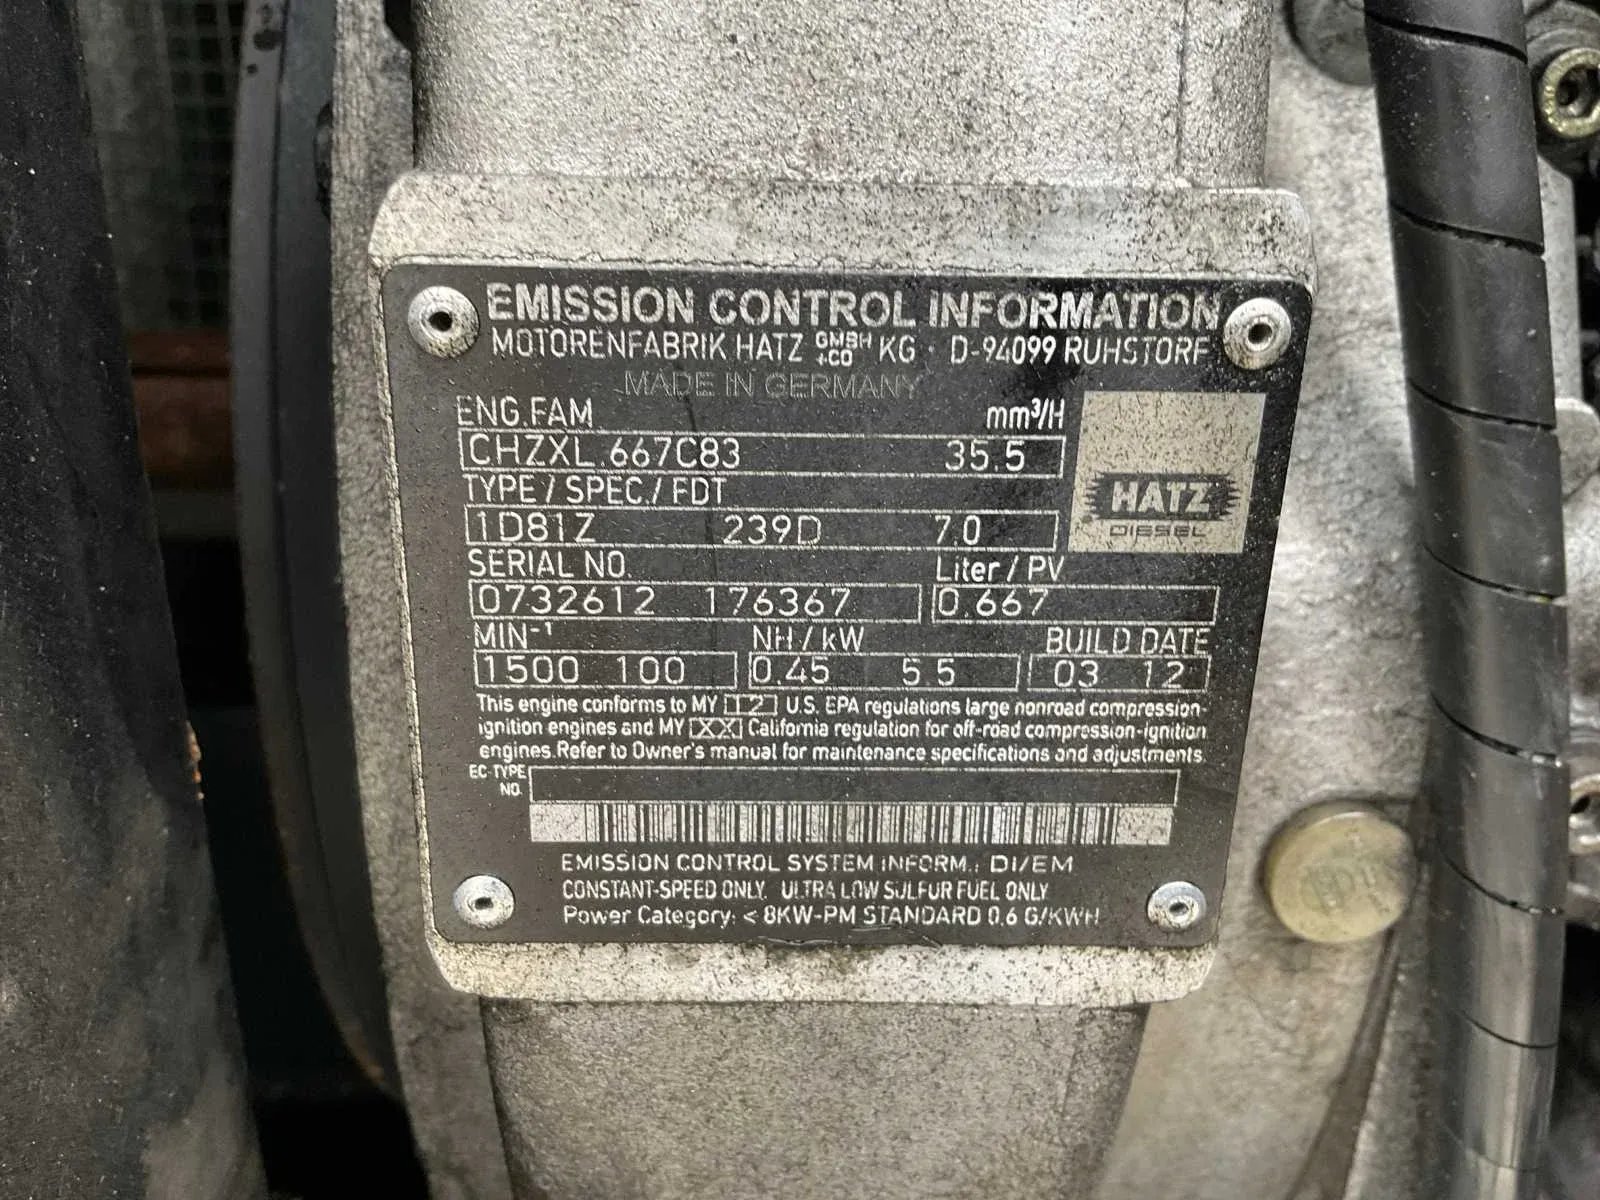 EMISSION CONTROL INFORMATION
MOTORENFABRIK HATZ GMBH +CO KG · D-94099 RUHSTORF
MADE IN GERMANY
ENG.FAM mm³/H
CHZXL.667C83 35.5
TYPE / SPEC./ FDT
1D81Z 239D 7.0
HATZ
DIESEL
SERIAL NO. Liter / PV
0732612 176367 0.667
MIN-¹ NH / kW BUILD DATE
1500 100 0.45 5.5 03 12
This engine conforms to MY 12 U.S. EPA regulations large nonroad compression-
ignition engines and MY XX California regulation for off-road compression-ignition
engines.Refer to Owner's manual for maintenance specifications and adjustments.
EC-TYPE
NO.
EMISSION CONTROL SYSTEM INFORM.: DI/EM
CONSTANT-SPEED ONLY. ULTRA LOW SULFUR FUEL ONLY
Power Category: < 8KW-PM STANDARD 0.6 G/KWH